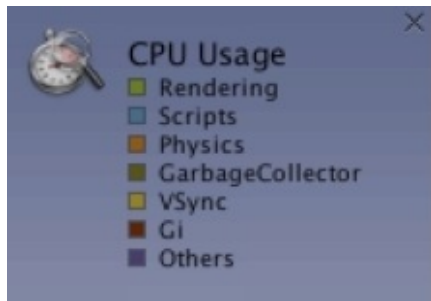 CPU Usage
Rendering
Scripts
Physics
GarbageCollector
VSync
Gi
Others